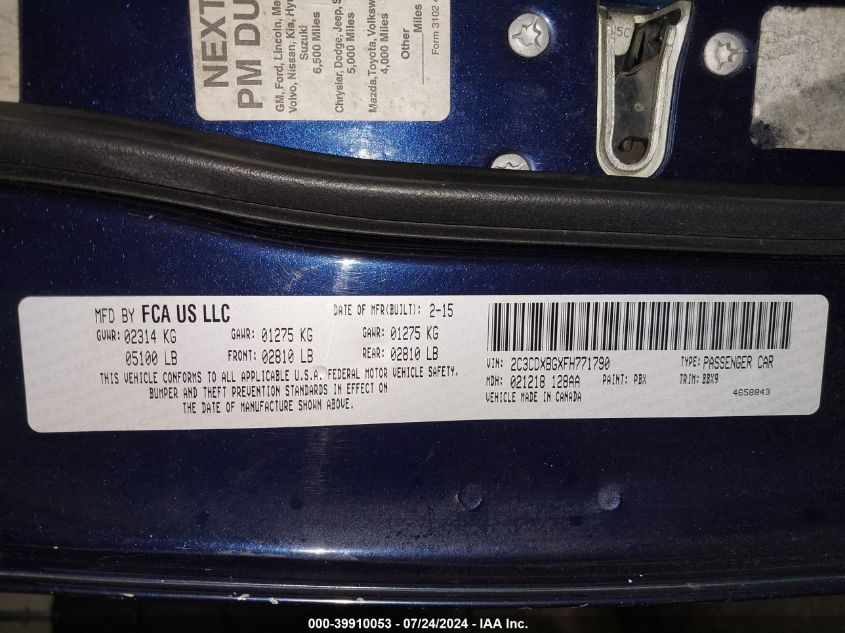 NEXT
PM DU
GM, Ford, Lincoln, Me
Volvo, Nissan, Kia, Hy
Suzuki
6,500 Miles
Chrysler, Dodge, Jeep, S
5,000 Miles
Mazda, Toyota, Volksw
4,000 Miles
Other
Miles
Form 3102
5C
MFD BY FCA US LLC
DATE OF MFR(BUILT): 2-15
GVWR: 02314 KG GAWR: 01275 KG GAWR: 01275 KG
05100 LB FRONT: 02810 LB REAR: 02810 LB
THIS VEHICLE CONFORMS TO ALL APPLICABLE U.S.A. FEDERAL MOTOR VEHICLE SAFETY,
BUMPER AND THEFT PREVENTION STANDARDS IN EFFECT ON
THE DATE OF MANUFACTURE SHOWN ABOVE.
VIN: 2C3CDXBGXFH771790 TYPE: PASSENGER CAR
MDH: 021218 128AA PAINT: PBX TRIM: BBX9
VEHICLE MADE IN CANADA
4658843
000-39910053 - 07/24/2024 - IAA Inc.